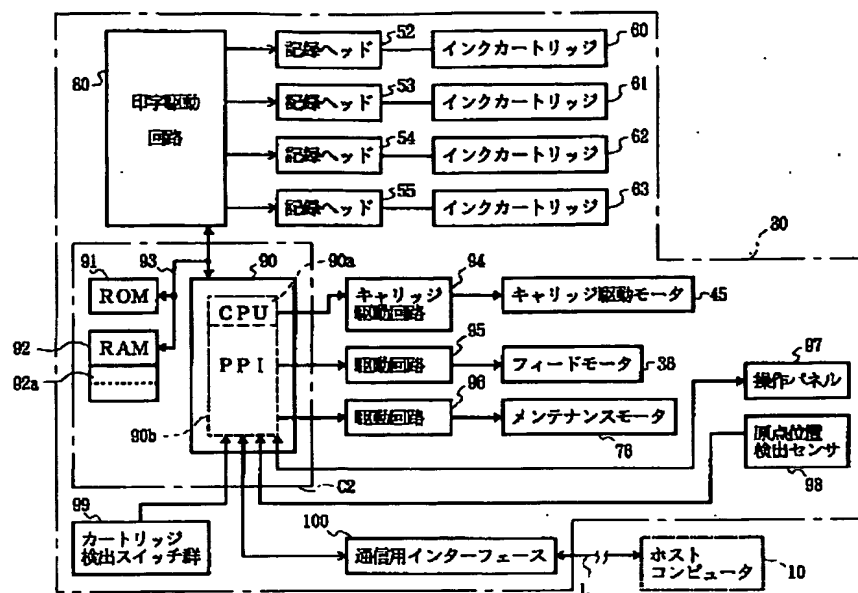 52
記録ヘッド
インクカートリッジ
60
80
印字駆動
回路
53
記録ヘッド
インクカートリッジ
61
54
記録ヘッド
インクカートリッジ
62
55
記録ヘッド
インクカートリッジ
63
30
91
93
90
90a
94
ROM
CPU
キャリッジ
駆動回路
キャリッジ駆動モータ
45
92
RAM
92a
PPI
95
駆動回路
フィードモータ
36
97
操作パネル
96
駆動回路
メンテナンスモータ
76
90b
原点位置
検出センサ
98
C2
99
カートリッジ
検出スイッチ群
100
通信用インターフェース
L
ホスト
コンピュータ
10